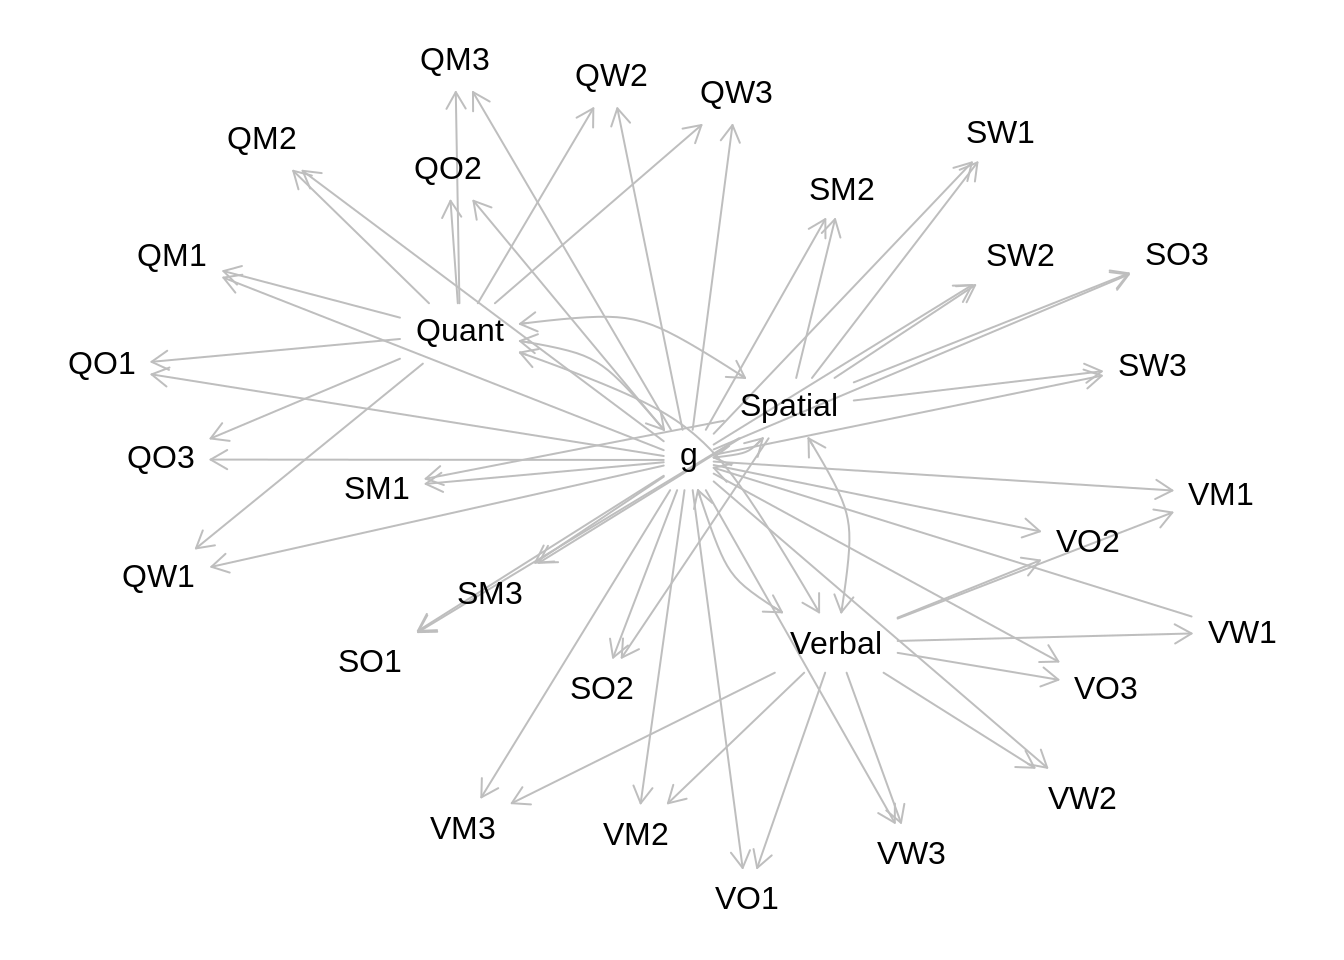 QM3
QW2
QW3
QM2
SW1
QO2
SM2
QM1
SW2
SO3
Quant
QO1
SW3
Spatial
QO3
g
SM1
VM1
VO2
QW1
SM3
VW1
Verbal
SO1
SO2
VO3
VW2
VM3
VM2
VW3
VO1